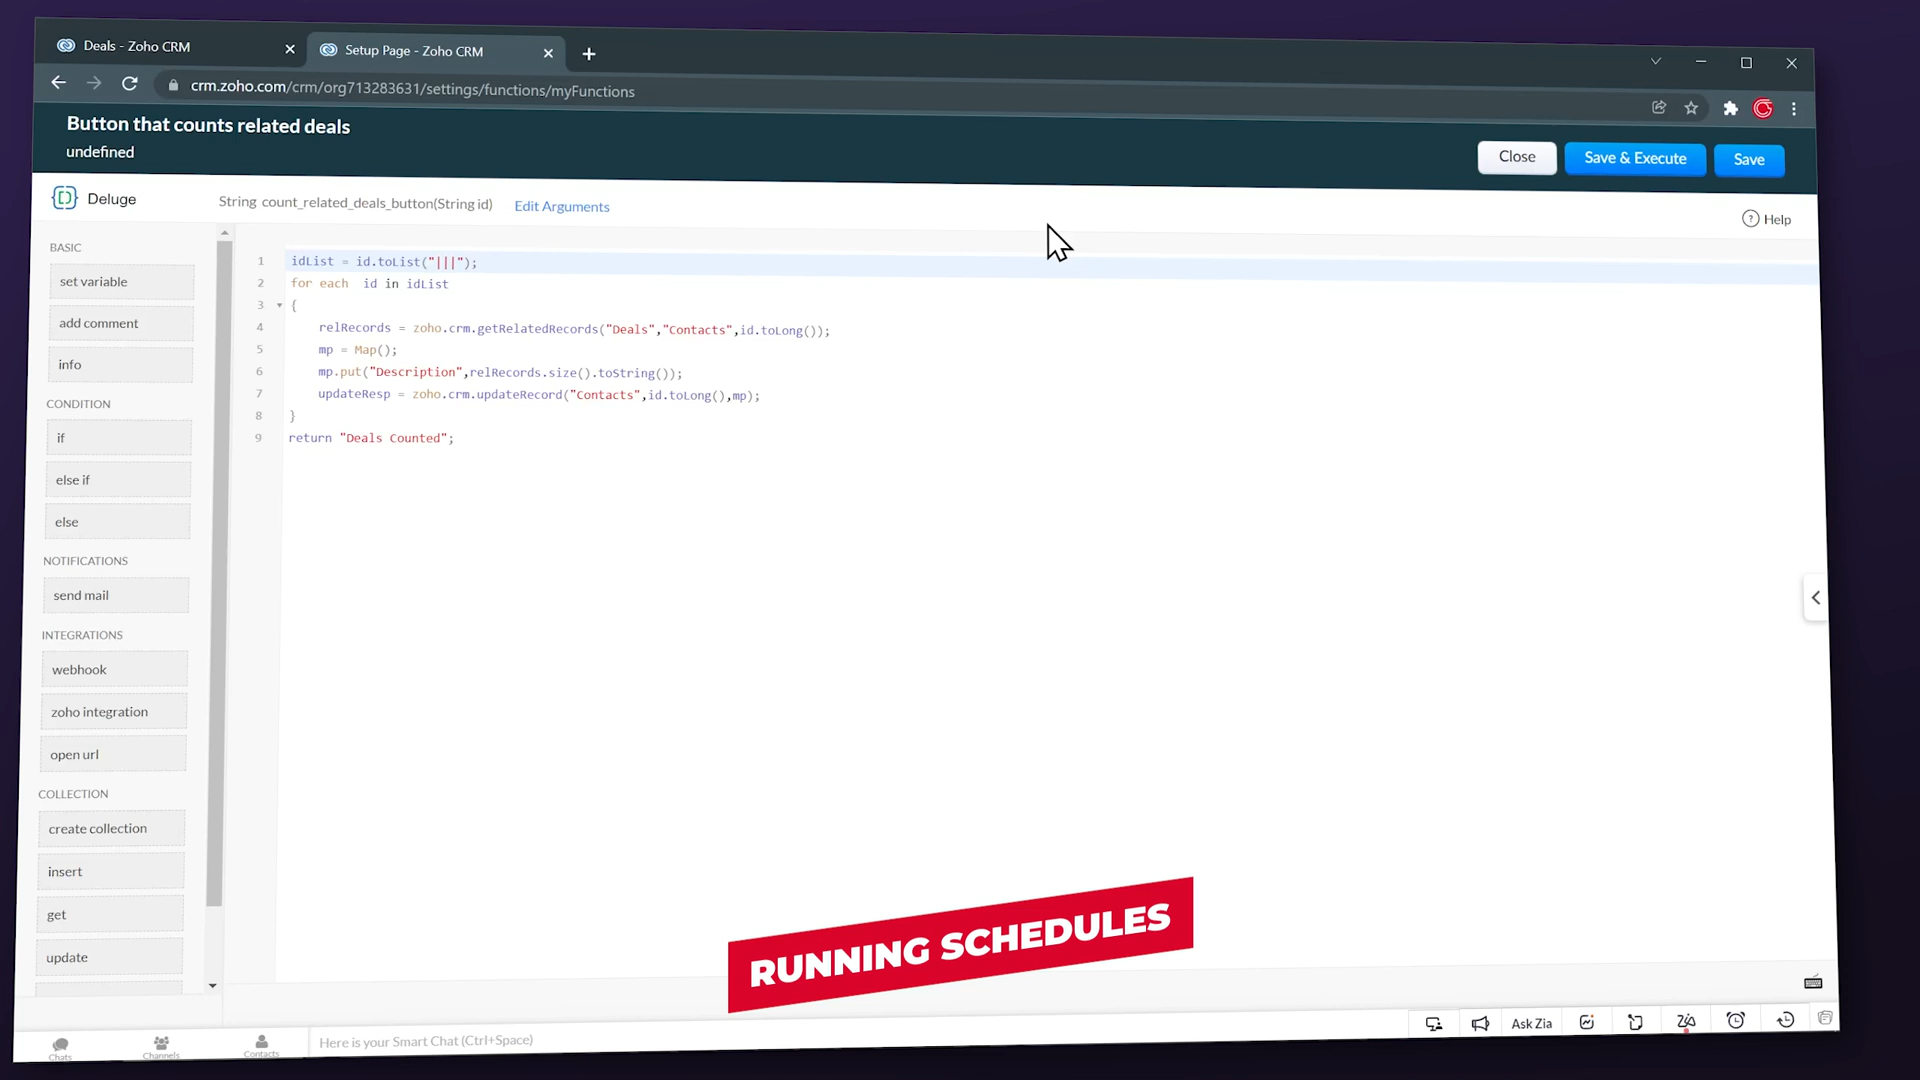 Deals - Zoho CRM
Setup Page - Zoho CRM
crm.zoho.com/crm/org713283631/settings/functions/myFunctions
Button that counts related deals
undefined
Close
Save & Execute
Save
Deluge
String count_related_deals_button(String id)
Edit Arguments
Help
BASIC
set variable
add comment
info
CONDITION
if
else if
else
NOTIFICATIONS
send mail
INTEGRATIONS
webhook
zoho integration
open url
COLLECTION
create collection
insert
get
update
1 idList = id.toList("|||");
2 for each  id in idList
3 {
4 relRecords = zoho.crm.getRelatedRecords("Deals","Contacts",id.toLong());
5 mp = Map();
6 mp.put("Description",relRecords.size().toString());
7 updateResp = zoho.crm.updateRecord("Contacts",id.toLong(),mp);
8 }
9 return "Deals Counted";
RUNNING SCHEDULES
Chats
Channels
Contacts
Here is your Smart Chat (Ctrl+Space)
Ask Zia